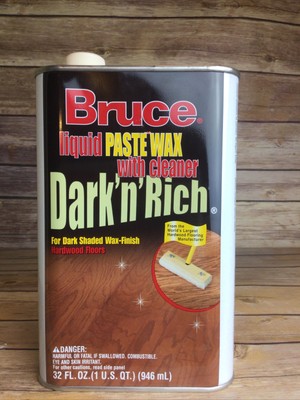 Bruce®
liquid PASTE WAX
with cleaner
Dark'n'Rich®
For Dark Shaded Wax-Finish
Hardwood Floors
From the
World's Largest
Hardwood Flooring
Manufacturer
⚠DANGER:
HARMFUL OR FATAL IF SWALLOWED. COMBUSTIBLE.
EYE AND SKIN IRRITANT.
For other cautions, read side panel
32 FL.OZ.(1 U.S. QT.) (946 mL)